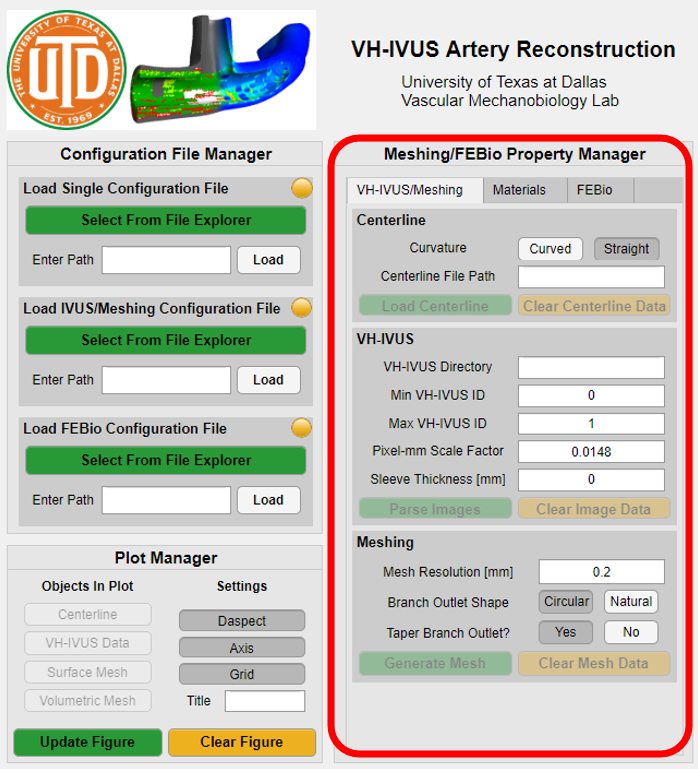 THE UNIVERSITY OF TEXAS AT DALLAS
UTD
EST. 1969
VH-IVUS Artery Reconstruction
University of Texas at Dallas
Vascular Mechanobiology Lab
Configuration File Manager
Load Single Configuration File
Select From File Explorer
Enter Path
Load
Load IVUS/Meshing Configuration File
Select From File Explorer
Enter Path
Load
Load FEBio Configuration File
Select From File Explorer
Enter Path
Load
Plot Manager
Objects In Plot
Settings
Centerline
Daspect
VH-IVUS Data
Axis
Surface Mesh
Grid
Volumetric Mesh
Title
Update Figure
Clear Figure
Meshing/FEBio Property Manager
VH-IVUS/Meshing
Materials
FEBio
Centerline
Curvature
Curved
Straight
Centerline File Path
Load Centerline
Clear Centerline Data
VH-IVUS
VH-IVUS Directory
Min VH-IVUS ID
0
Max VH-IVUS ID
1
Pixel-mm Scale Factor
0.0148
Sleeve Thickness [mm]
0
Parse Images
Clear Image Data
Meshing
Mesh Resolution [mm]
0.2
Branch Outlet Shape
Circular
Natural
Taper Branch Outlet?
Yes
No
Generate Mesh
Clear Mesh Data